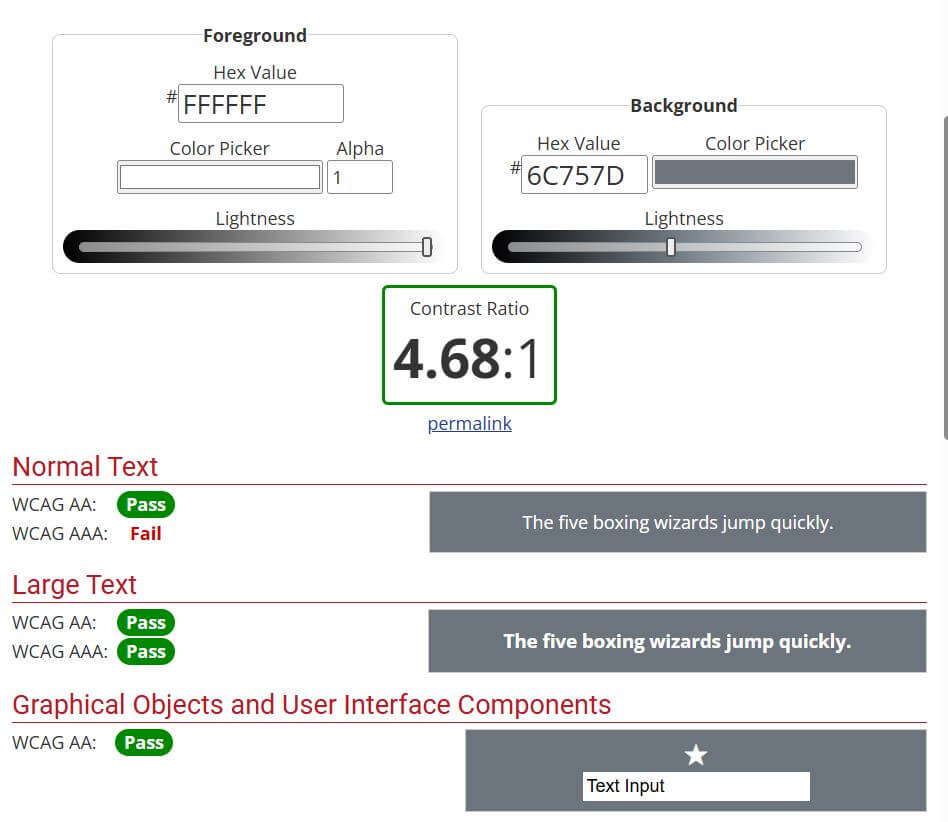 Foreground
Hex Value
#FFFFFF
Color Picker Alpha
1
Lightness
Background
Hex Value Color Picker
#6C757D
Lightness
Contrast Ratio
4.68:1
permalink
Normal Text
WCAG AA: Pass
WCAG AAA: Fail
The five boxing wizards jump quickly.
Large Text
WCAG AA: Pass
WCAG AAA: Pass
The five boxing wizards jump quickly.
Graphical Objects and User Interface Components
WCAG AA: Pass
Text Input